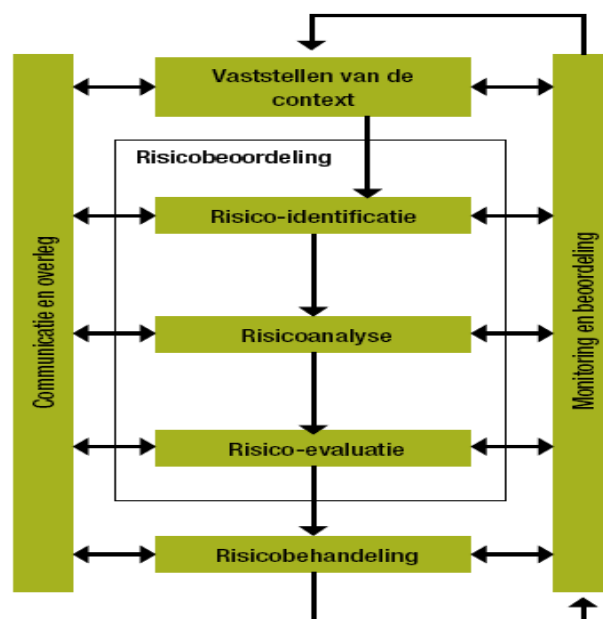 Vaststellen van de
context
Risicobeoordeling
Risico-identificatie
Risicoanalyse
Risico-evaluatie
Risicobehandeling
Communicatie en overleg
Monitoring en beoordeling